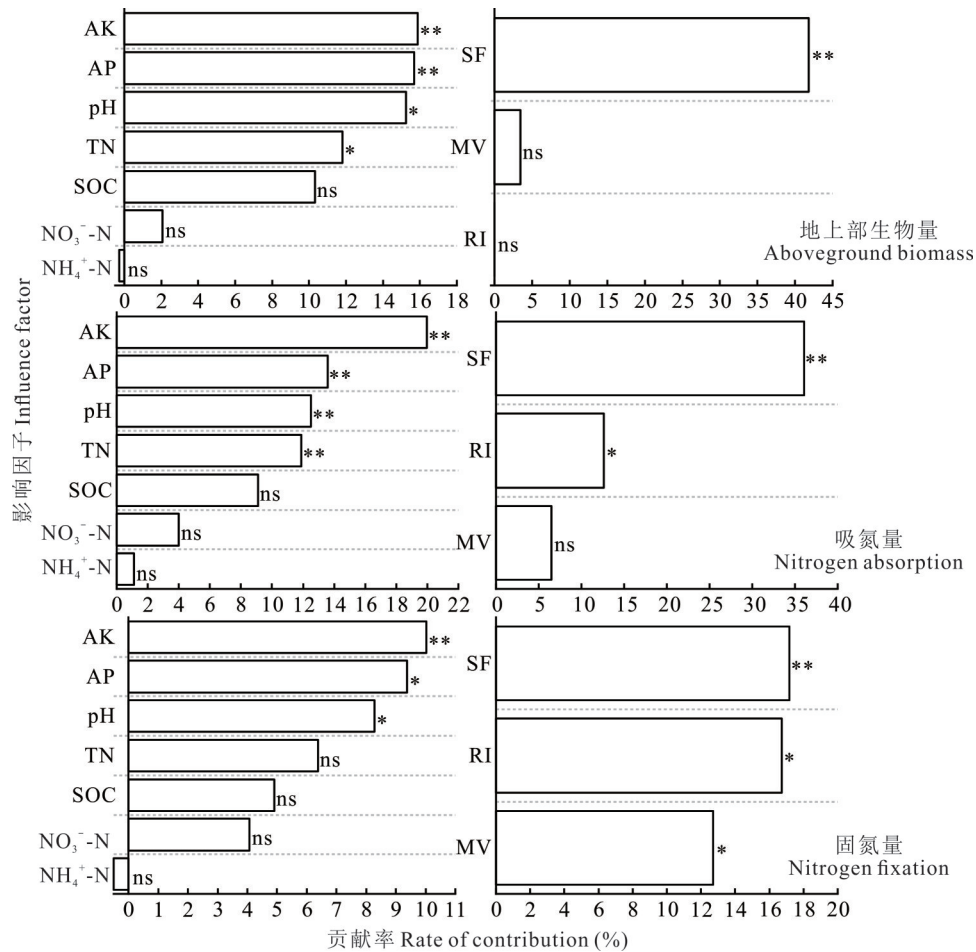 AK
**
AP
**
pH
*
TN
*
SOC
ns
NO₃⁻-N
ns
NH₄⁺-N
ns
0 2 4 6 8 10 12 14 16 18
SF
**
MV
ns
RI
ns
地上部生物量
Aboveground biomass
0 5 10 15 20 25 30 35 40 45
AK
**
AP
**
pH
**
TN
**
SOC
ns
NO₃⁻-N
ns
NH₄⁺-N
ns
0 2 4 6 8 10 12 14 16 18 20 22
SF
**
RI
*
MV
ns
吸氮量
Nitrogen absorption
0 5 10 15 20 25 30 35 40
AK
**
AP
*
pH
*
TN
ns
SOC
ns
NO₃⁻-N
ns
NH₄⁺-N
ns
0 1 2 3 4 5 6 7 8 9 10 11
SF
**
RI
*
MV
*
固氮量
Nitrogen fixation
0 2 4 6 8 10 12 14 16 18 20
影响因子 Influence factor
贡献率 Rate of contribution (%)